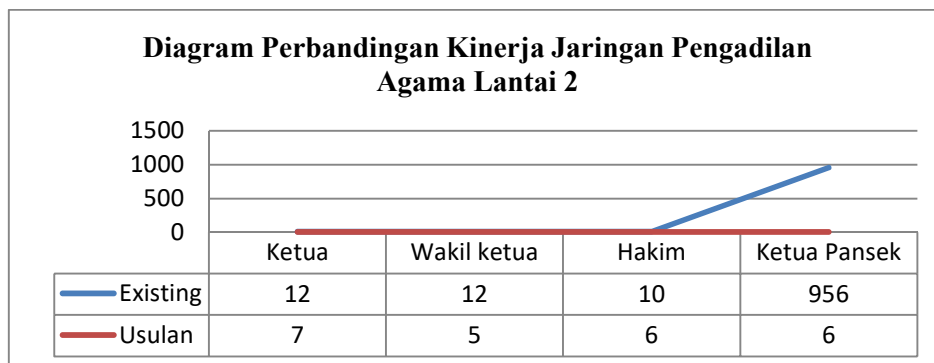 Diagram Perbandingan Kinerja Jaringan Pengadilan
Agama Lantai 2
1500
1000
500
0
Ketua Wakil ketua Hakim Ketua Pansek
Existing 12 12 10 956
Usulan 7 5 6 6